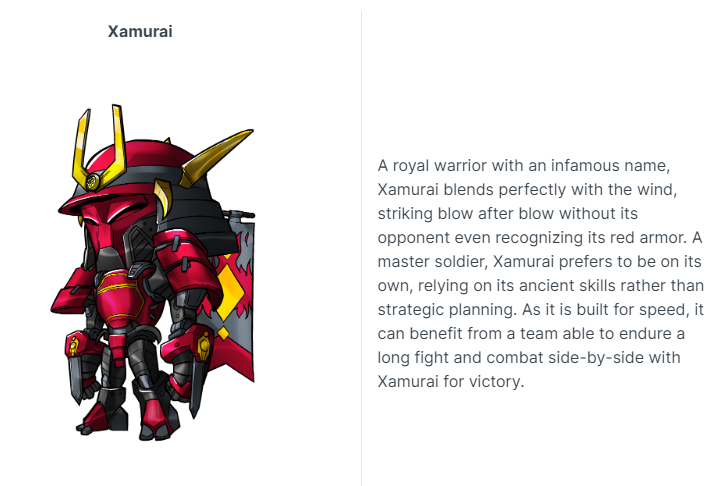 Xamurai
A royal warrior with an infamous name,
Xamurai blends perfectly with the wind,
striking blow after blow without its
opponent even recognizing its red armor. A
master soldier, Xamurai prefers to be on its
own, relying on its ancient skills rather than
strategic planning. As it is built for speed, it
can benefit from a team able to endure a
long fight and combat side-by-side with
Xamurai for victory.